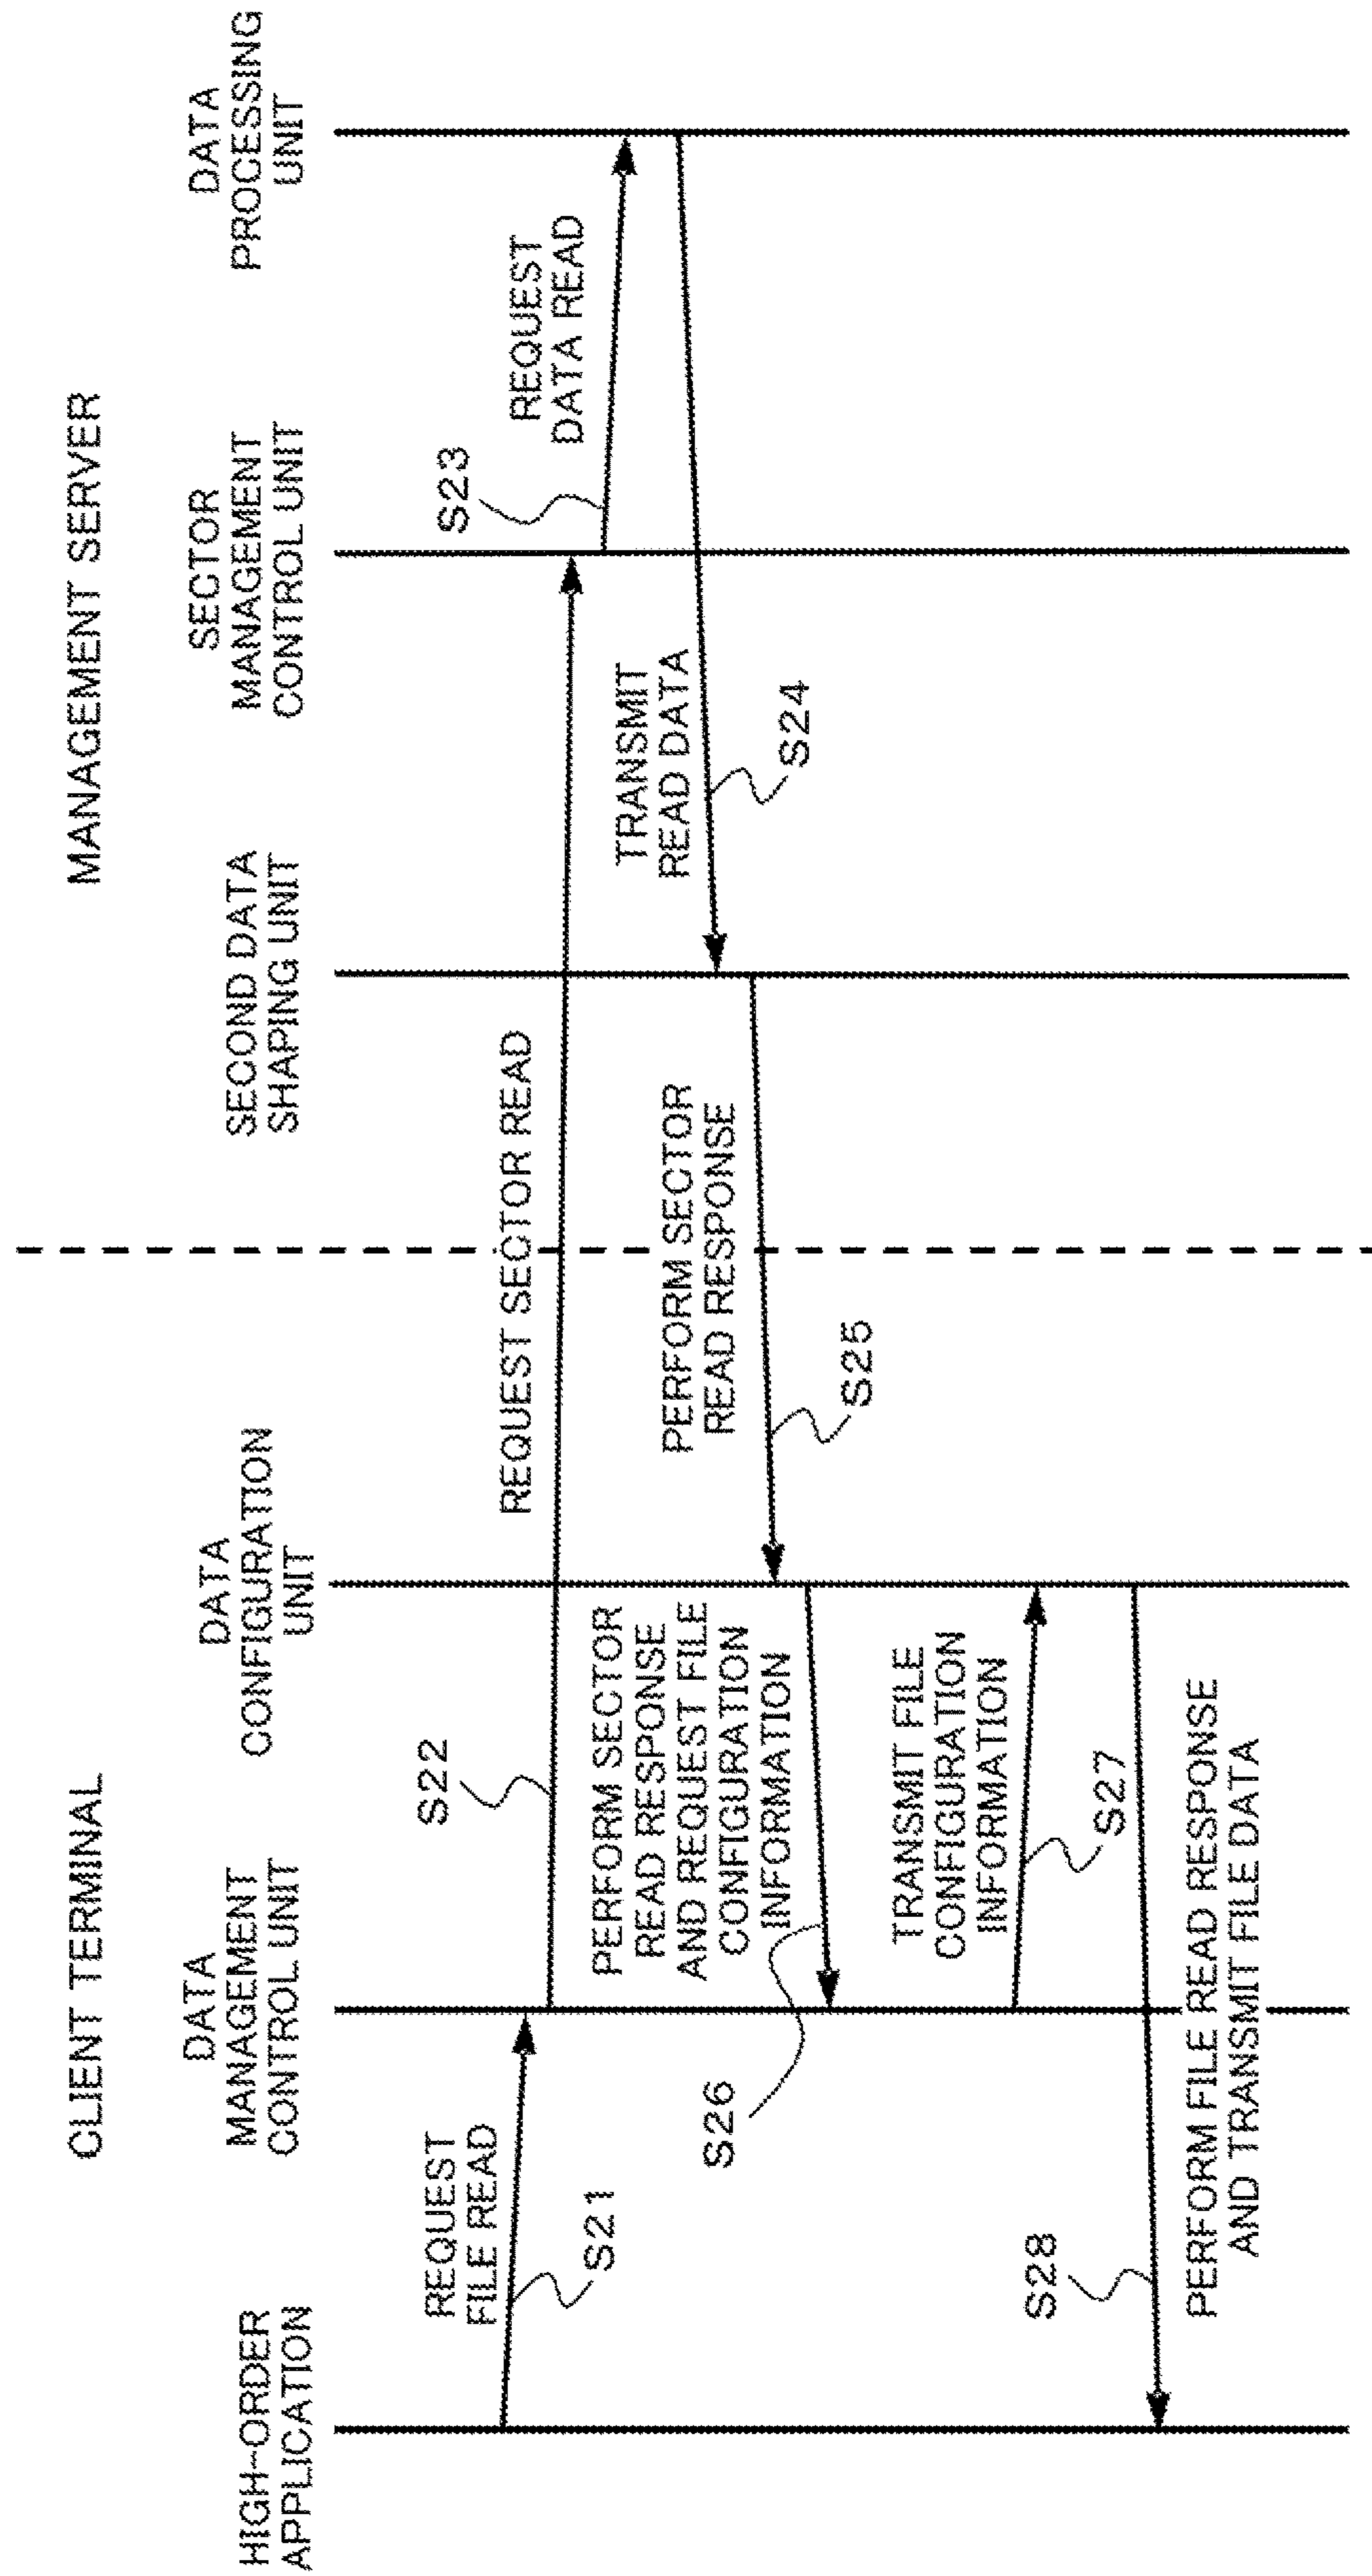 CLIENT TERMINAL
MANAGEMENT SERVER
HIGH-ORDER
APPLICATION
DATA
MANAGEMENT
CONTROL UNIT
DATA
CONFIGURATION
UNIT
SECOND DATA
SHAPING UNIT
SECTOR
MANAGEMENT
CONTROL UNIT
DATA
PROCESSING
UNIT
REQUEST
FILE READ
S21
S22
REQUEST SECTOR READ
S23
REQUEST
DATA READ
TRANSMIT
READ DATA
S24
PERFORM SECTOR
READ RESPONSE
S25
PERFORM SECTOR
READ RESPONSE
AND REQUEST FILE
CONFIGURATION
INFORMATION
S26
TRANSMIT FILE
CONFIGURATION
INFORMATION
S27
S28
PERFORM FILE READ RESPONSE
AND TRANSMIT FILE DATA